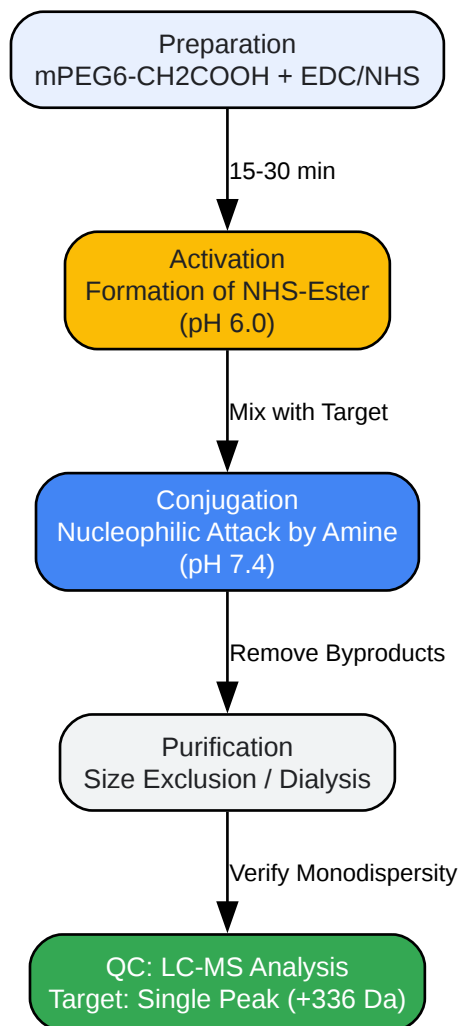 Preparation
mPEG6-CH2COOH + EDC/NHS
15-30 min
Activation
Formation of NHS-Ester
(pH 6.0)
Mix with Target
Conjugation
Nucleophilic Attack by Amine
(pH 7.4)
Remove Byproducts
Purification
Size Exclusion / Dialysis
Verify Monodispersity
QC: LC-MS Analysis
Target: Single Peak (+336 Da)